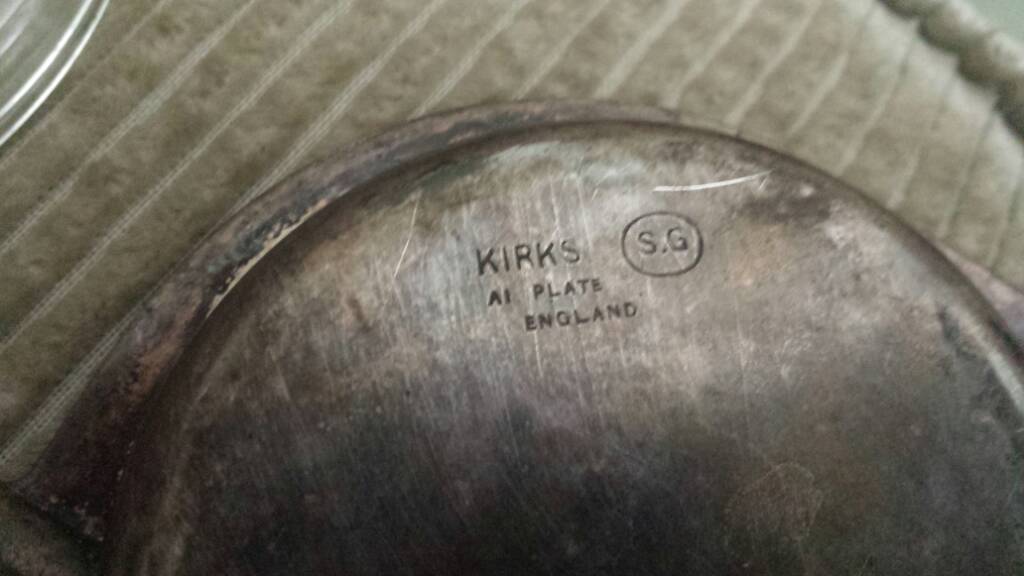 KIRKS S.G
A1 PLATE
ENGLAND